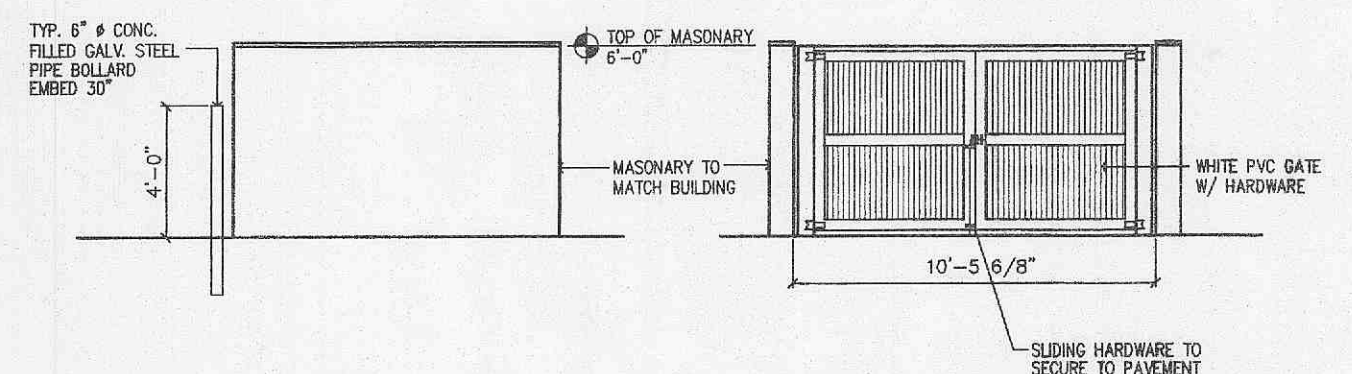 TYP. 6" ø CONC.
FILLED GALV. STEEL
PIPE BOLLARD
EMBED 30"
4'-0"
TOP OF MASONARY
6'-0"
MASONARY TO
MATCH BUILDING
WHITE PVC GATE
W/ HARDWARE
10'-5 6/8"
SLIDING HARDWARE TO
SECURE TO PAVEMENT